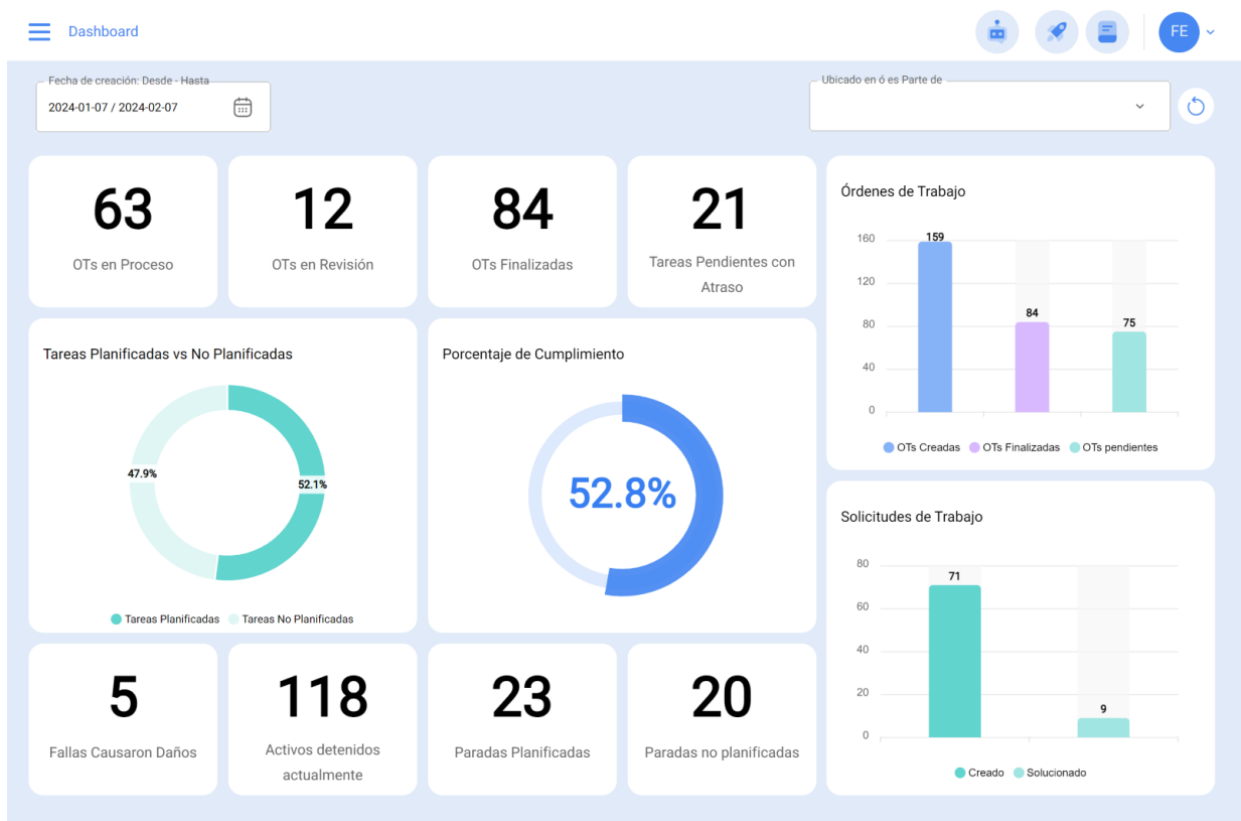 Dashboard
FE
Fecha de creación: Desde - Hasta
2024-01-07 / 2024-02-07
Ubicado en ó es Parte de
63
OTs en Proceso
12
OTs en Revisión
84
OTs Finalizadas
21
Tareas Pendientes con
Atraso
Órdenes de Trabajo
160
120
80
40
0
159
84
75
OTs Creadas
OTs Finalizadas
OTs pendientes
Tareas Planificadas vs No Planificadas
47.9%
52.1%
Tareas Planificadas
Tareas No Planificadas
Porcentaje de Cumplimiento
52.8%
Solicitudes de Trabajo
80
60
40
20
0
71
9
Creado
Solucionado
5
Fallas Causaron Daños
118
Activos detenidos
actualmente
23
Paradas Planificadas
20
Paradas no planificadas